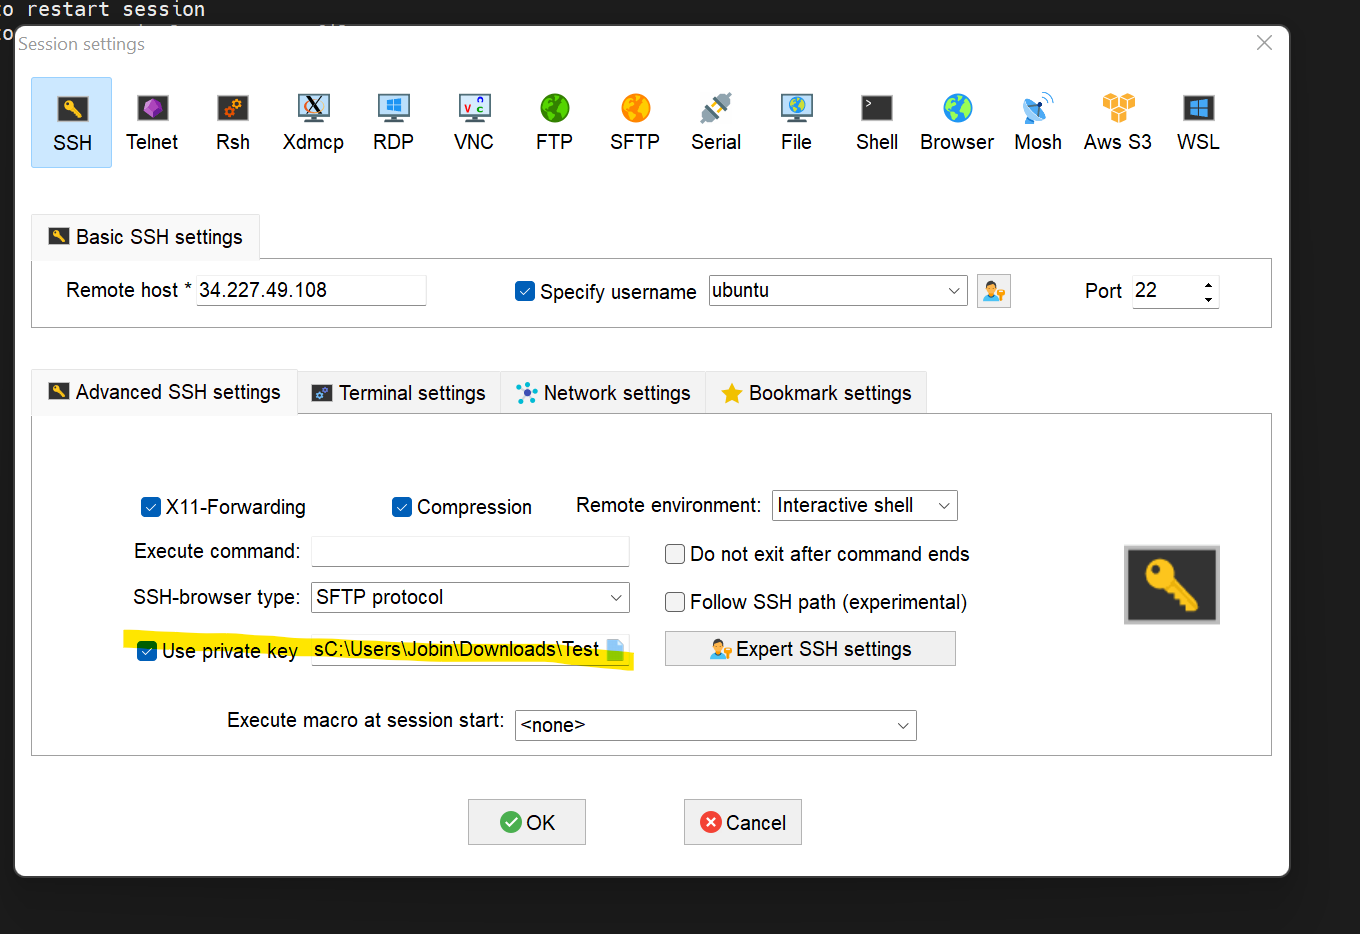 to restart session
to
Session settings
SSH Telnet Rsh Xdmcp RDP VNC FTP SFTP Serial File Shell Browser Mosh Aws S3 WSL
Basic SSH settings
Remote host * 34.227.49.108 Specify username ubuntu Port 22
Advanced SSH settings Terminal settings Network settings Bookmark settings
X11-Forwarding Compression Remote environment: Interactive shell
Execute command: Do not exit after command ends
SSH-browser type: SFTP protocol Follow SSH path (experimental)
Use private key sC:\Users\Jobin\Downloads\Test Expert SSH settings
Execute macro at session start: <none>
OK Cancel